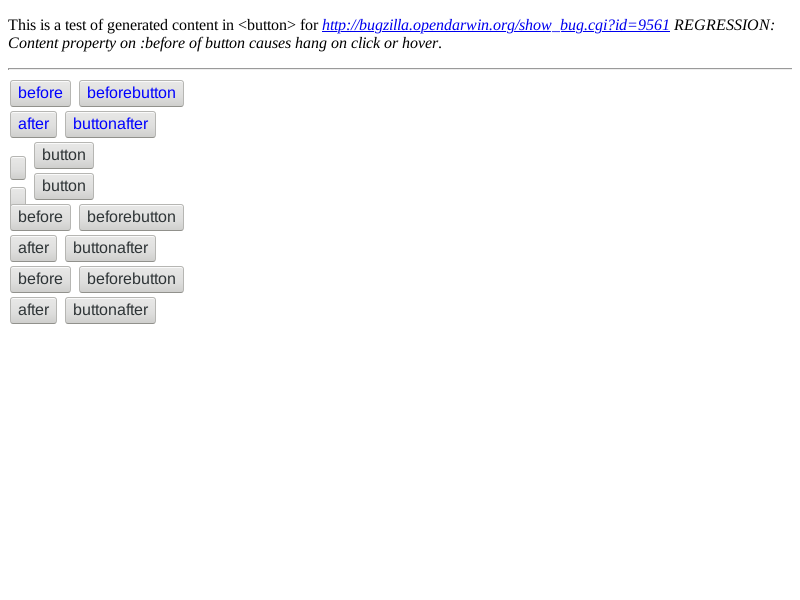 This is a test of generated content in <button> for http://bugzilla.opendarwin.org/show_bug.cgi?id=9561 REGRESSION:
Content property on :before of button causes hang on click or hover.
before beforebutton
after buttonafter
button
button
before beforebutton
after buttonafter
before beforebutton
after buttonafter